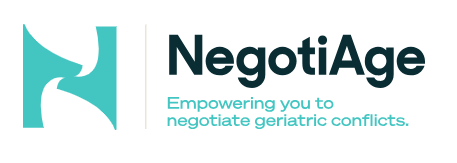 NegotiAge
Empowering you to
negotiate geriatric conflicts.